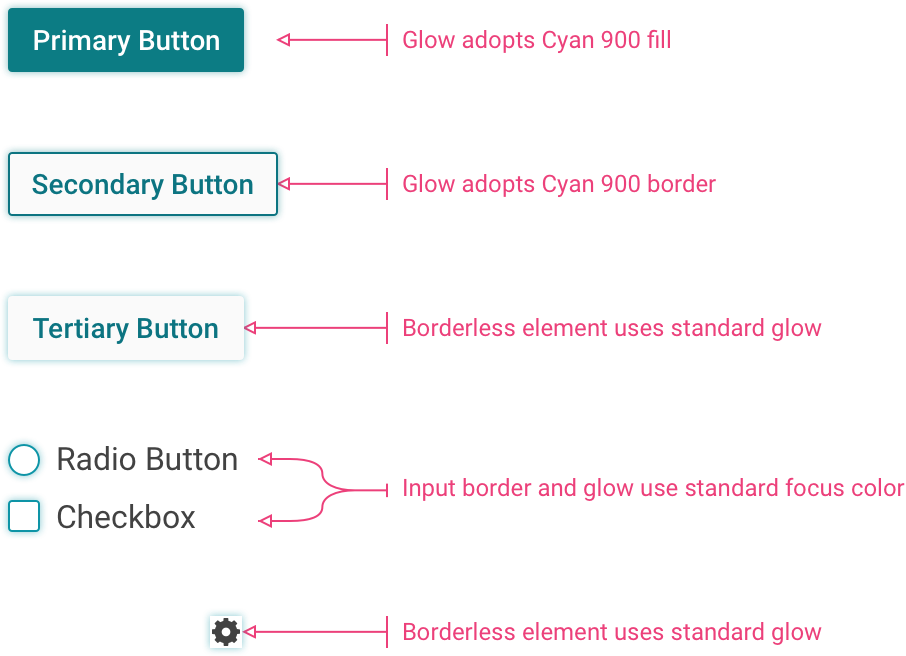 Primary Button
Glow adopts Cyan 900 fill
Secondary Button
Glow adopts Cyan 900 border
Tertiary Button
Borderless element uses standard glow
Radio Button
Input border and glow use standard focus color
Checkbox
Borderless element uses standard glow